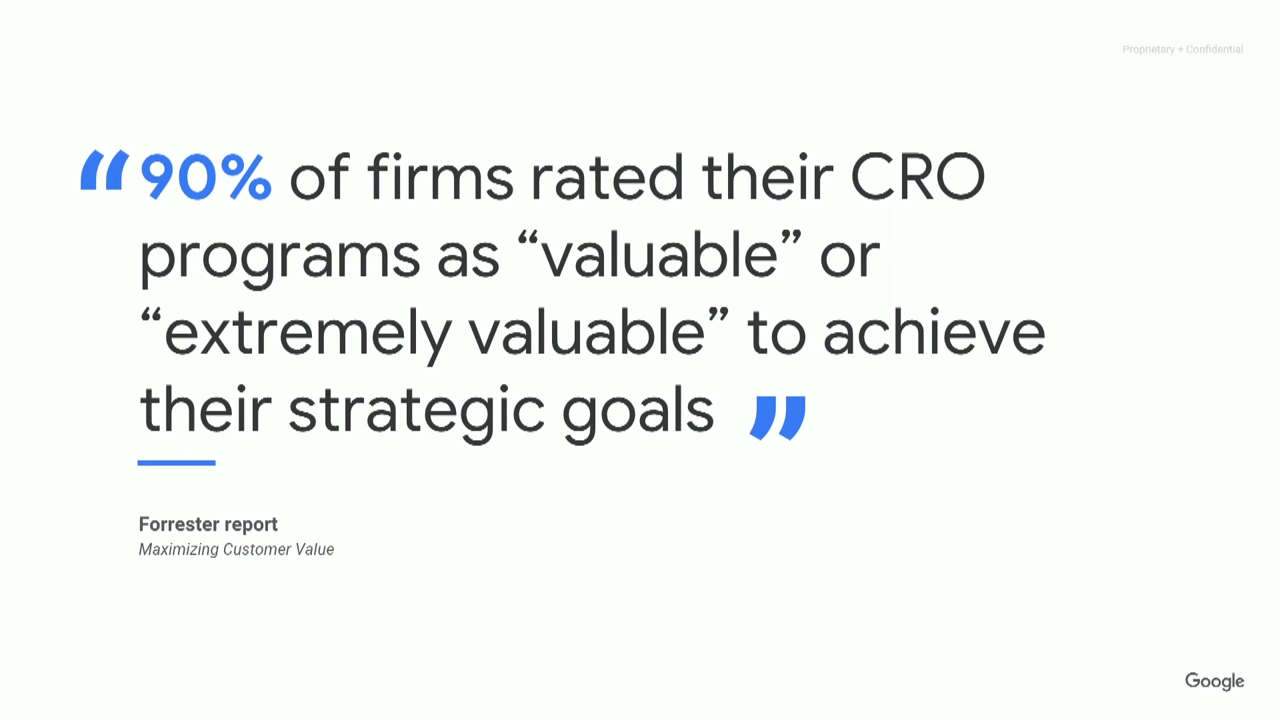 Proprietary + Confidential
“90% of firms rated their CRO
programs as “valuable” or
“extremely valuable” to achieve
their strategic goals ”
Forrester report
Maximizing Customer Value
Google